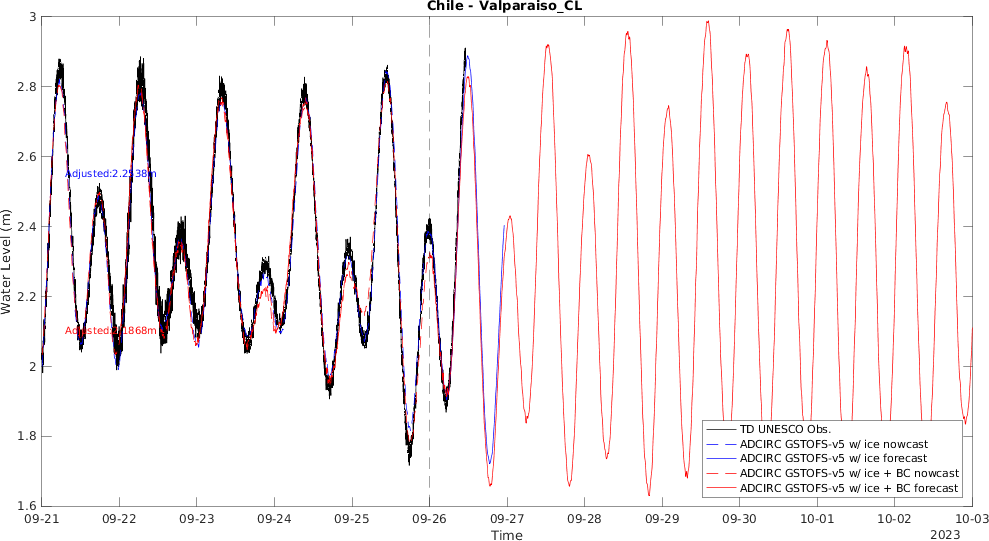 Chile - Valparaiso_CL
3
2.8
2.6
2.4
2.2
2
1.8
1.6
Water Level (m)
Adjusted:2.2538m
Adjusted:2.1868m
TD UNESCO Obs.
ADCIRC GSTOFS-v5 w/ ice nowcast
ADCIRC GSTOFS-v5 w/ ice forecast
ADCIRC GSTOFS-v5 w/ ice + BC nowcast
ADCIRC GSTOFS-v5 w/ ice + BC forecast
09-21 09-22 09-23 09-24 09-25 09-26 09-27 09-28 09-29 09-30 10-01 10-02 10-03
Time
2023